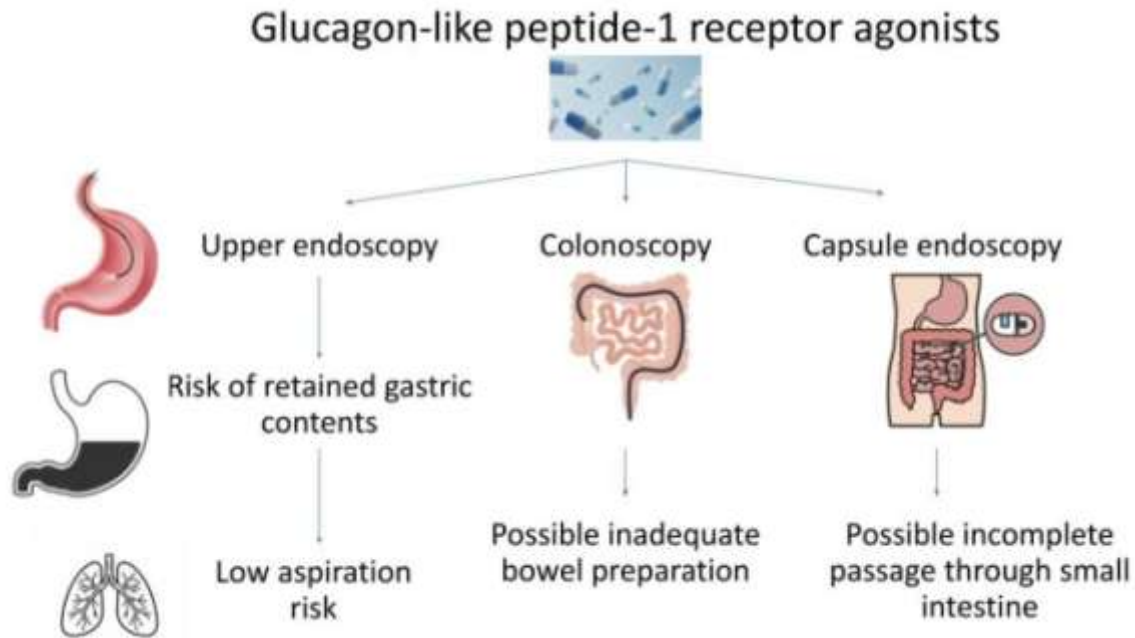 Glucagon-like peptide-1 receptor agonists
Upper endoscopy
Colonoscopy
Capsule endoscopy
Risk of retained gastric
contents
Low aspiration
risk
Possible inadequate
bowel preparation
Possible incomplete
passage through small
intestine